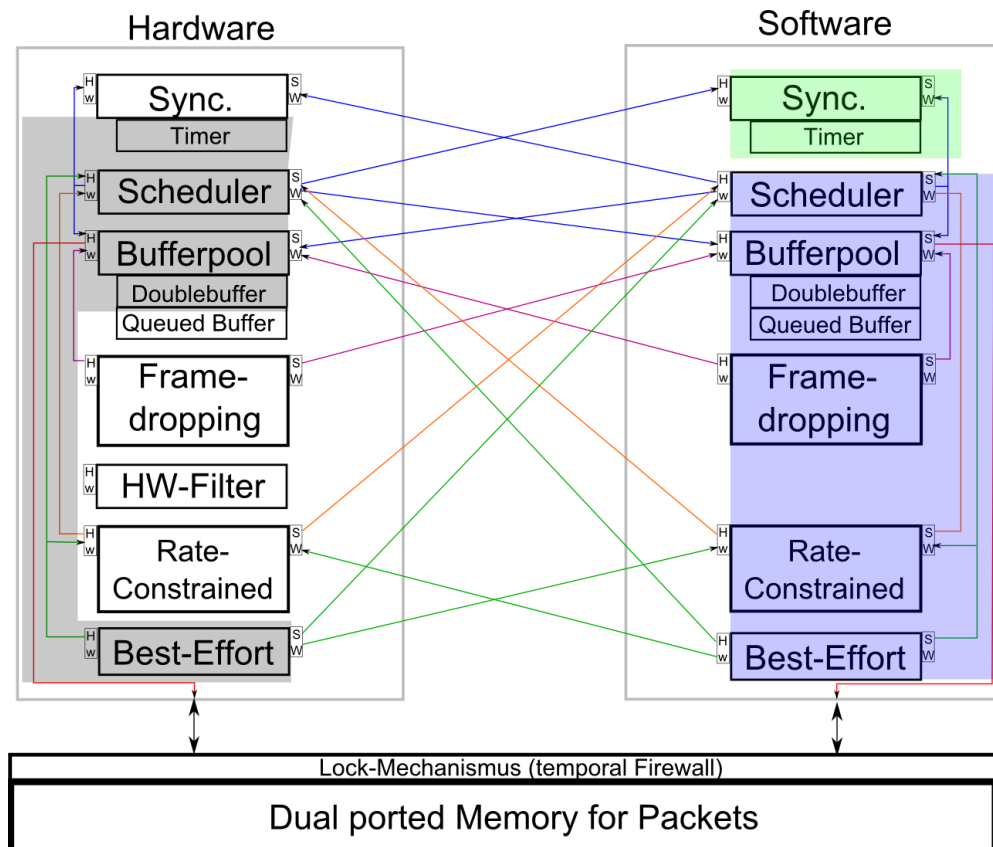 Hardware
H
w
Sync.
S
W
Timer
H
w
Scheduler
S
W
H
w
Bufferpool
S
W
Doublebuffer
Queued Buffer
H
w
Frame-
dropping
S
W
H
w
HW-Filter
H
w
Rate-
Constrained
S
W
H
w
Best-Effort
S
W
Software
H
w
Sync.
S
W
Timer
H
w
Scheduler
S
W
H
w
Bufferpool
S
W
Doublebuffer
Queued Buffer
H
w
Frame-
dropping
S
W
H
w
Rate-
Constrained
S
W
H
w
Best-Effort
S
W
Lock-Mechanismus (temporal Firewall)
Dual ported Memory for Packets